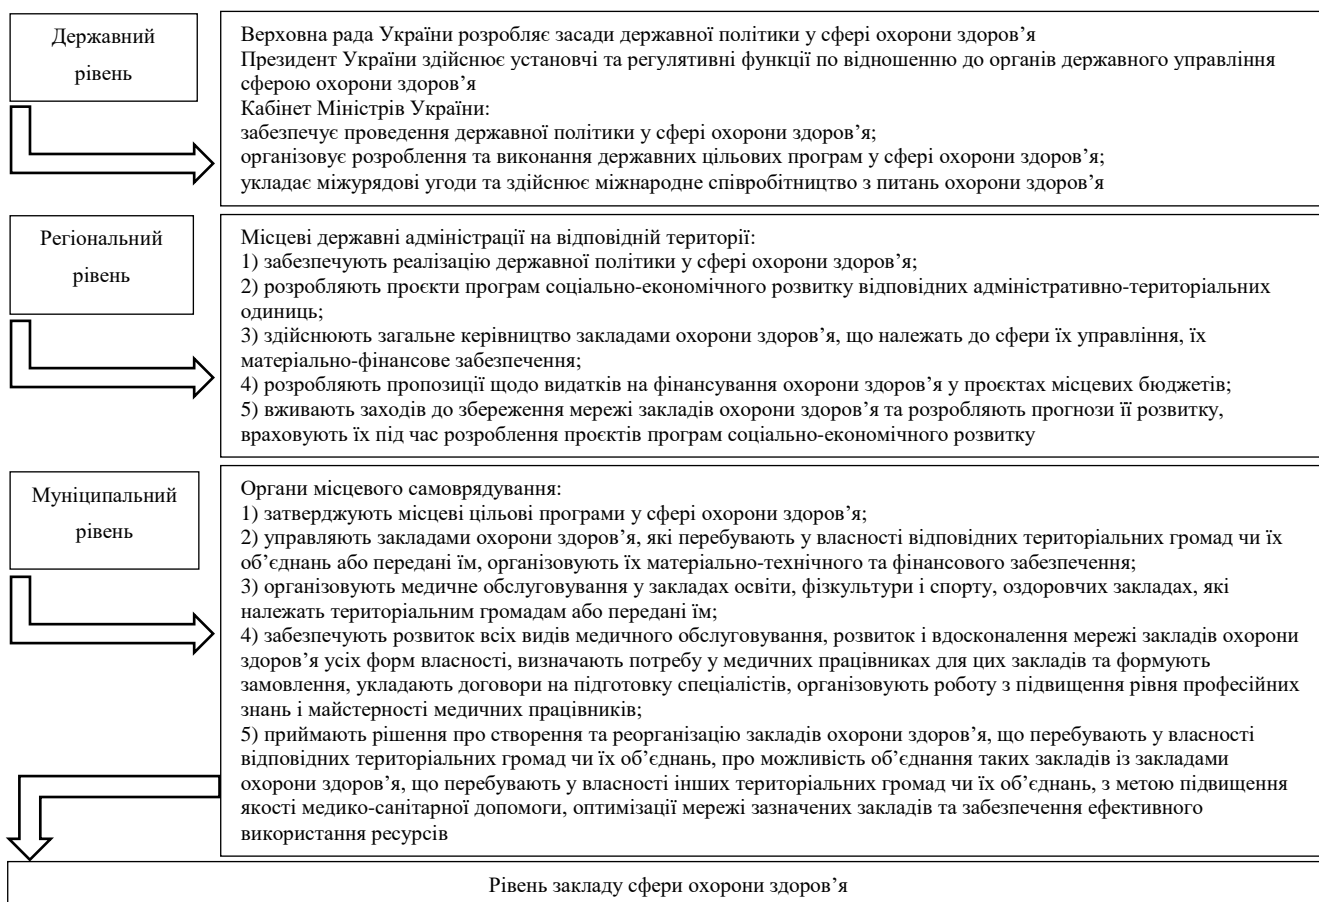 Державний
рівень
Верховна рада України розробляє засади державної політики у сфері охорони здоров’я
Президент України здійснює установчі та регулятивні функції по відношенню до органів державного управління
сферою охорони здоров’я
Кабінет Міністрів України:
забезпечує проведення державної політики у сфері охорони здоров’я;
організовує розроблення та виконання державних цільових програм у сфері охорони здоров’я;
укладає міжурядові угоди та здійснює міжнародне співробітництво з питань охорони здоров’я
Регіональний
рівень
Місцеві державні адміністрації на відповідній території:
1) забезпечують реалізацію державної політики у сфері охорони здоров’я;
2) розробляють проєкти програм соціально-економічного розвитку відповідних адміністративно-територіальних
одиниць;
3) здійснюють загальне керівництво закладами охорони здоров’я, що належать до сфери їх управління, їх
матеріально-фінансове забезпечення;
4) розробляють пропозиції щодо видатків на фінансування охорони здоров’я у проєктах місцевих бюджетів;
5) вживають заходів до збереження мережі закладів охорони здоров’я та розробляють прогнози її розвитку,
враховують їх під час розроблення проєктів програм соціально-економічного розвитку
Муніципальний
рівень
Органи місцевого самоврядування:
1) затверджують місцеві цільові програми у сфері охорони здоров’я;
2) управляють закладами охорони здоров’я, які перебувають у власності відповідних територіальних громад чи їх
об’єднань або передані їм, організовують їх матеріально-технічного та фінансового забезпечення;
3) організовують медичне обслуговування у закладах освіти, фізкультури і спорту, оздоровчих закладах, які
належать територіальним громадам або передані їм;
4) забезпечують розвиток всіх видів медичного обслуговування, розвиток і вдосконалення мережі закладів охорони
здоров’я усіх форм власності, визначають потребу у медичних працівниках для цих закладів та формують
замовлення, укладають договори на підготовку спеціалістів, організовують роботу з підвищення рівня професійних
знань і майстерності медичних працівників;
5) приймають рішення про створення та реорганізацію закладів охорони здоров’я, що перебувають у власності
відповідних територіальних громад чи їх об’єднань, про можливість об’єднання таких закладів із закладами
охорони здоров’я, що перебувають у власності інших територіальних громад чи їх об’єднань, з метою підвищення
якості медико-санітарної допомоги, оптимізації мережі зазначених закладів та забезпечення ефективного
використання ресурсів
Рівень закладу сфери охорони здоров’я